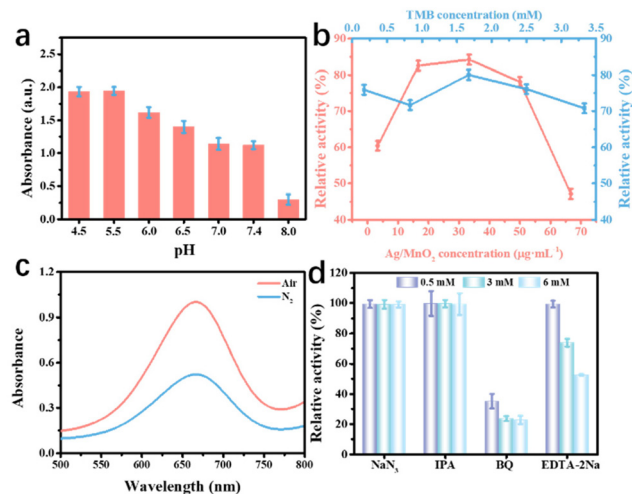 a
Absorbance (a.u.)
2.5
2.0
1.5
1.0
0.5
0.0
4.5 5.5 6.0 6.5 7.0 7.4 8.0
pH
b
TMB concentration (mM)
0.0 0.5 1.0 1.5 2.0 2.5 3.0 3.5
Relative activity (%)
90
80
70
60
50
40
90
80
70
60
50
40
Relative activity (%)
0 10 20 30 40 50 60 70
Ag/MnO₂ concentration (μg·mL⁻¹)
c
Absorbance
1.2
0.9
0.6
0.3
0.0
Air
N₂
500 550 600 650 700 750 800
Wavelength (nm)
d
Relative activity (%)
120
100
80
60
40
20
0
0.5 mM 3 mM 6 mM
NaN₃ IPA BQ EDTA-2Na